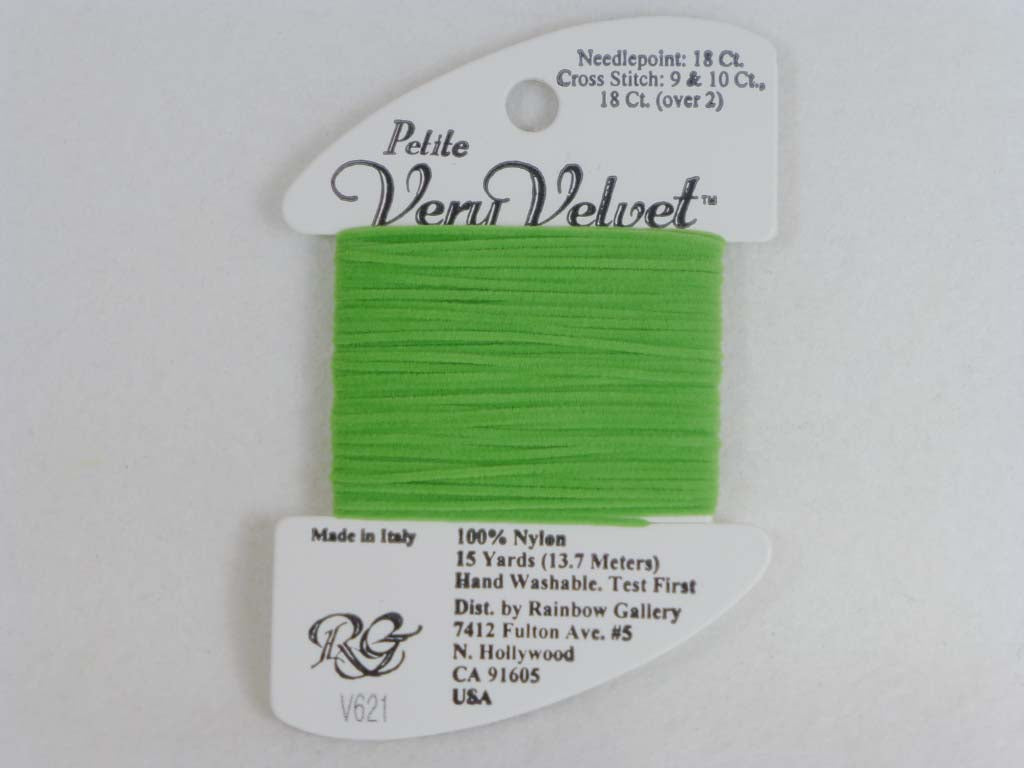 Needlepoint: 18 Ct.
Cross Stitch: 9 & 10 Ct.,
18 Ct. (over 2)
Petite
Very Velvet™
Made in Italy
100% Nylon
15 Yards (13.7 Meters)
Hand Washable. Test First
Dist. by Rainbow Gallery
7412 Fulton Ave. #5
N. Hollywood
CA 91605
USA
RG
V621